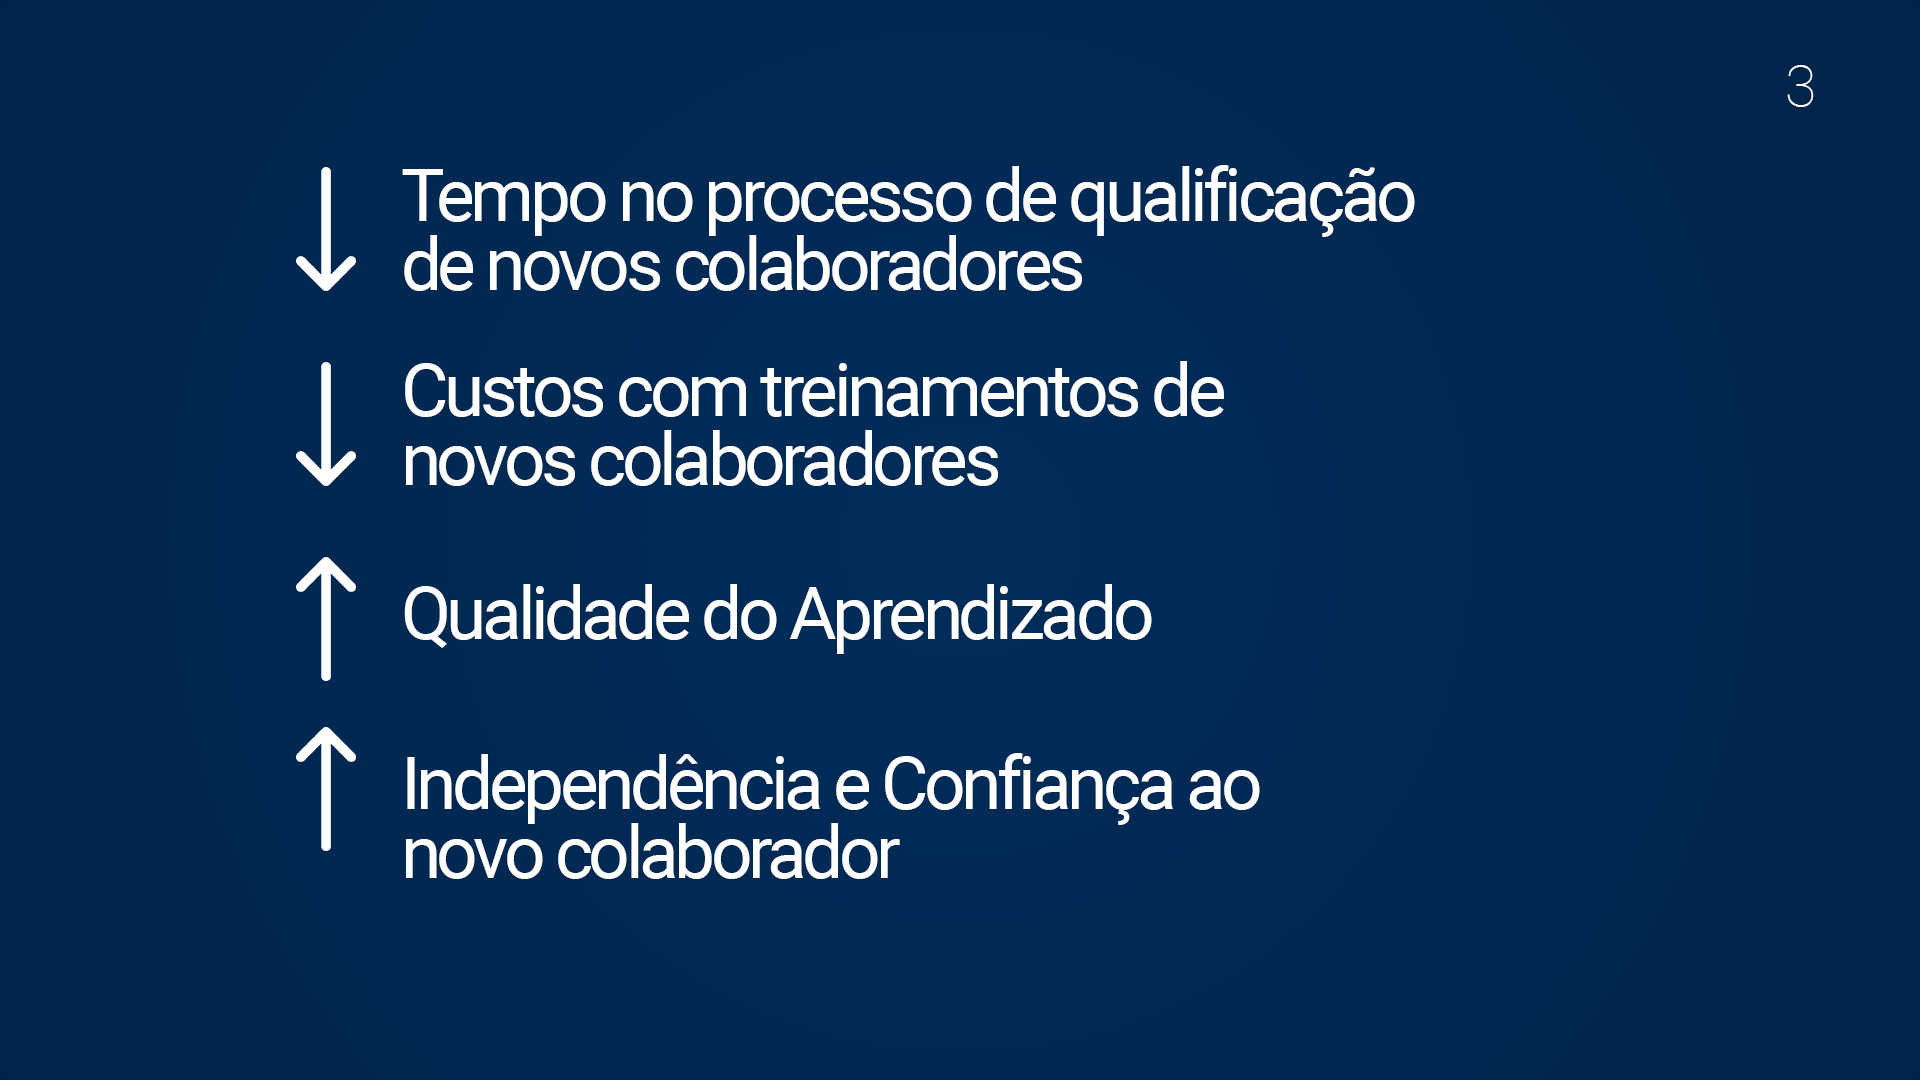 3
Tempo no processo de qualificação
de novos colaboradores
Custos com treinamentos de
novos colaboradores
Qualidade do Aprendizado
Independência e Confiança ao
novo colaborador